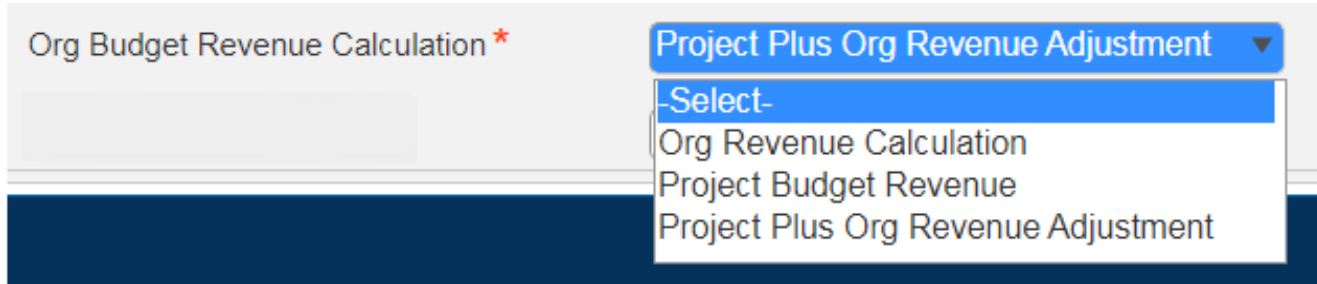 Org Budget Revenue Calculation * Project Plus Org Revenue Adjustment
-Select-
Org Revenue Calculation
Project Budget Revenue
Project Plus Org Revenue Adjustment